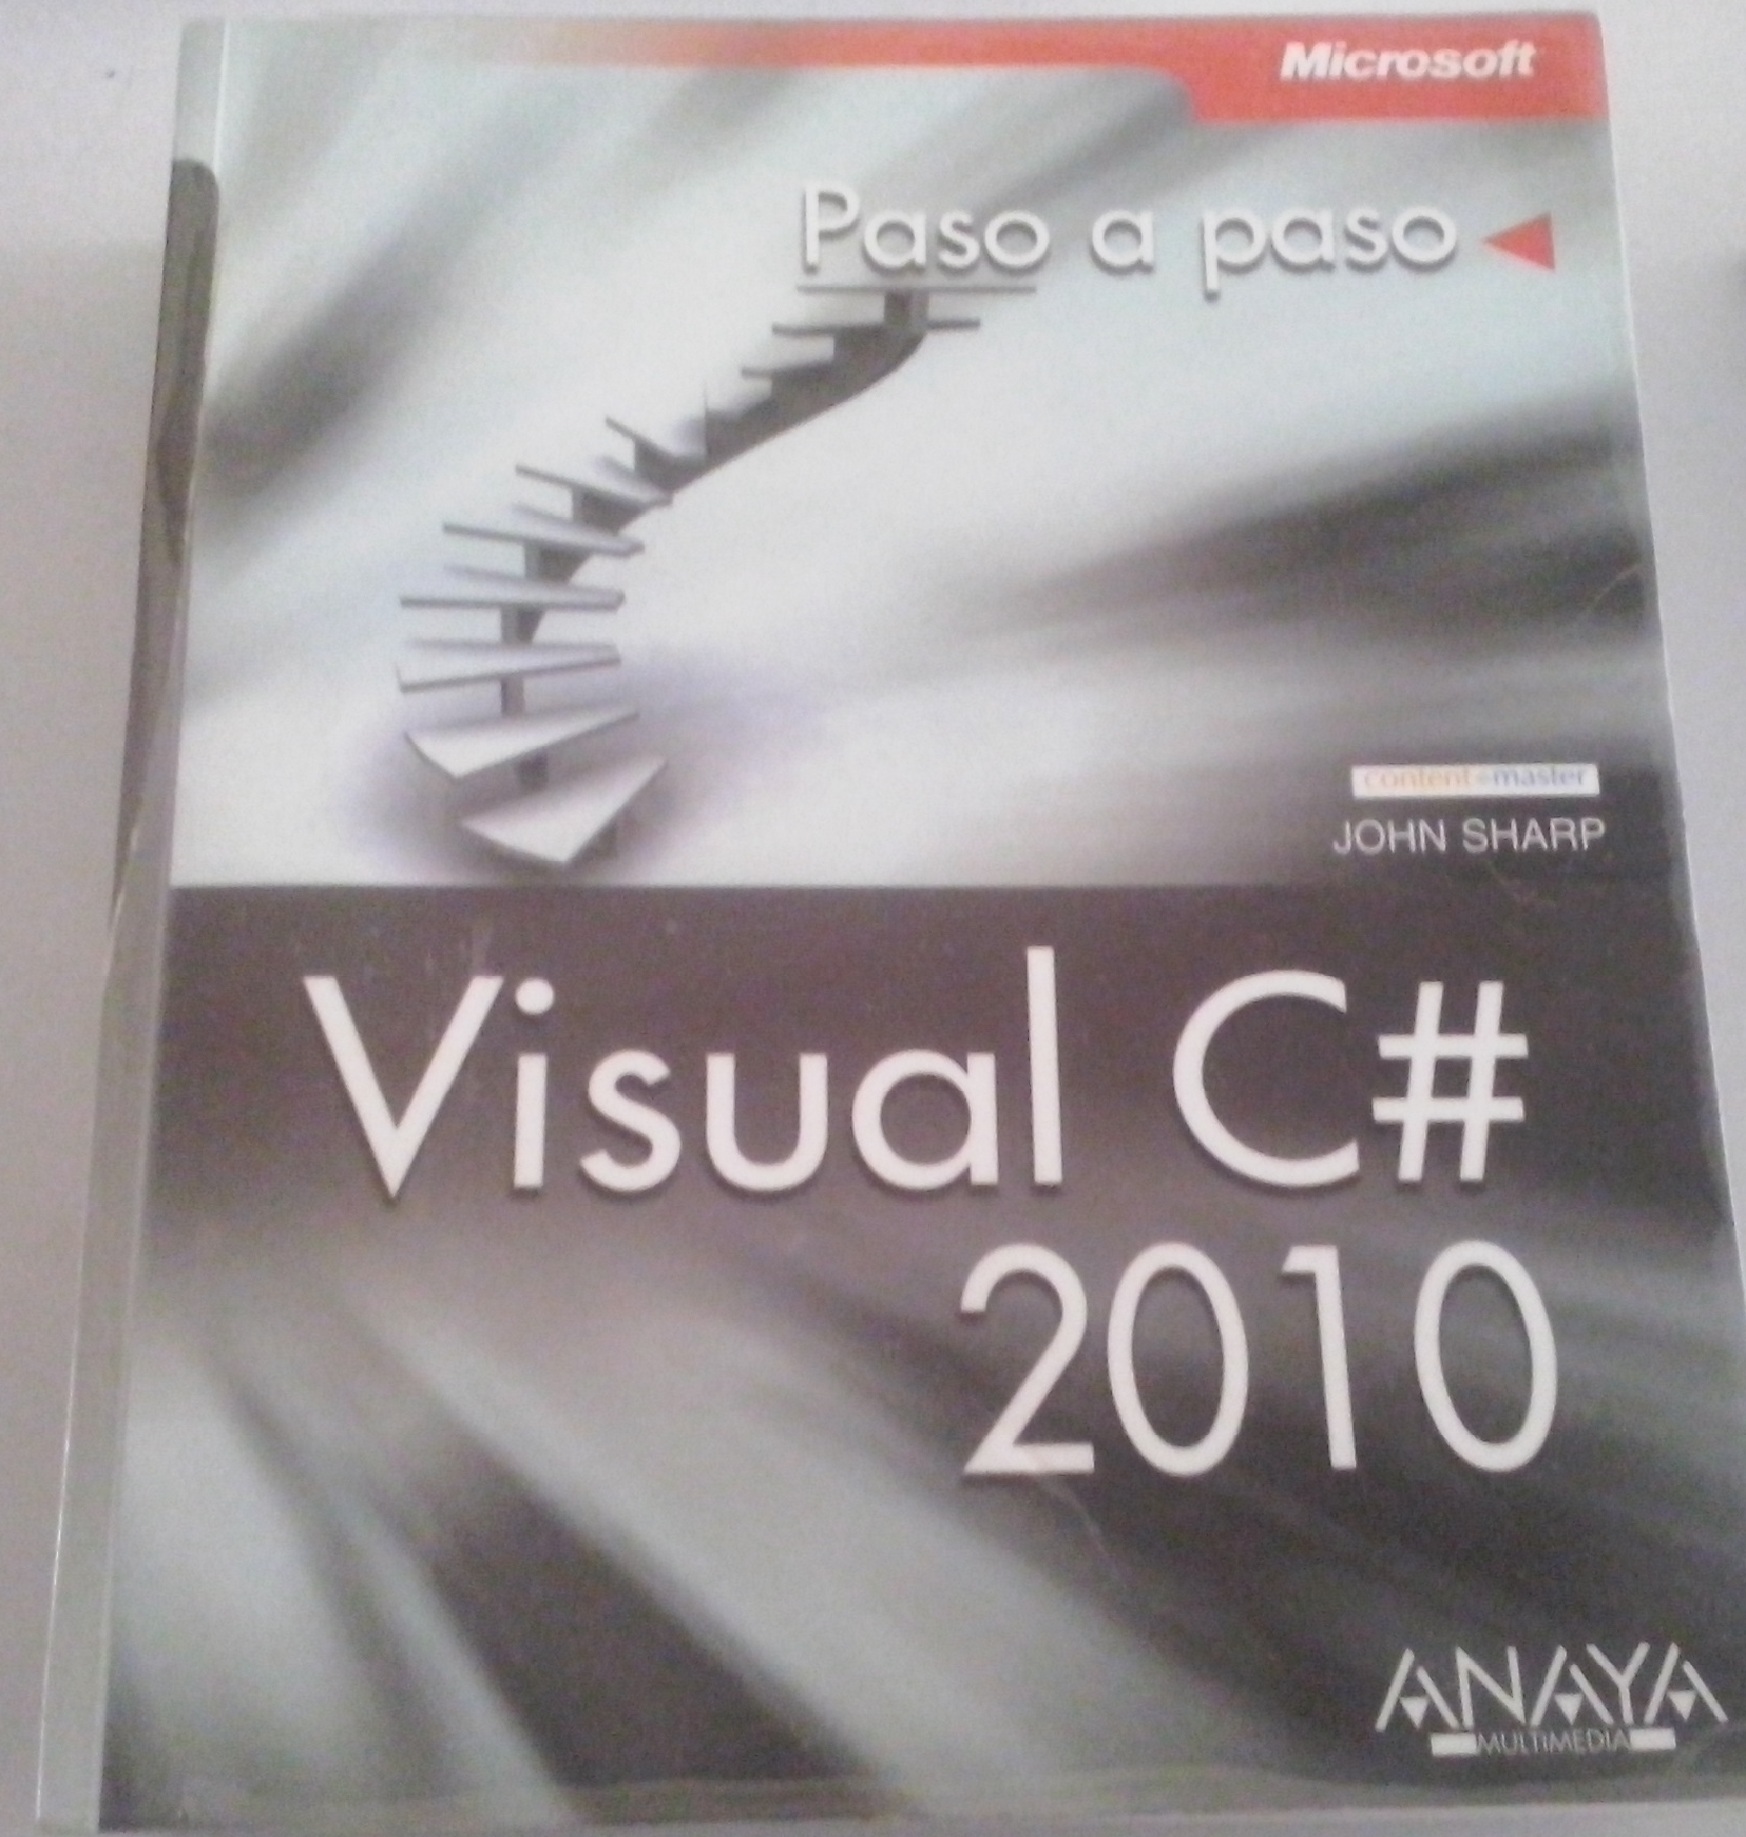 Microsoft
Paso a paso
content master
JOHN SHARP
Visual C#
2010
ANAYA
MULTIMEDIA